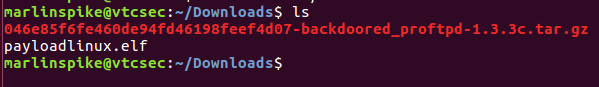 marlinspike@vtcsec:~/Downloads$ ls
046e85f6fe460de94fd46198feef4d07-backdoored_proftpd-1.3.3c.tar.gz
payloadlinux.elf
marlinspike@vtcsec:~/Downloads$